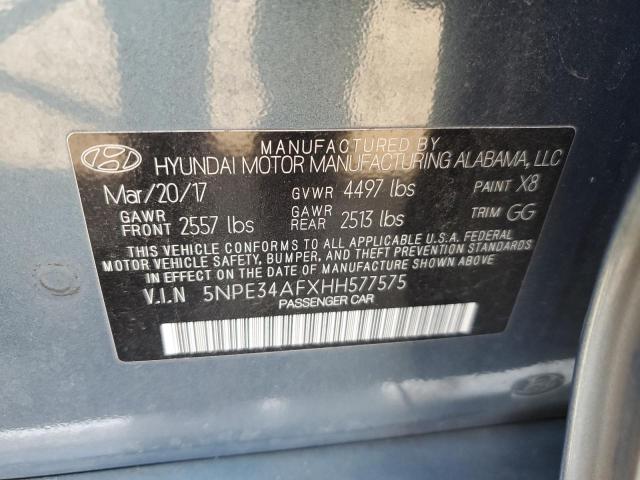 MANUFACTURED BY
HYUNDAI MOTOR MANUFACTURING ALABAMA, LLC
Mar/20/17 GVWR 4497 lbs PAINT X8
GAWR FRONT 2557 lbs GAWR REAR 2513 lbs TRIM GG
THIS VEHICLE CONFORMS TO ALL APPLICABLE U.S.A. FEDERAL
MOTOR VEHICLE SAFETY, BUMPER, AND THEFT PREVENTION STANDARDS
IN EFFECT ON THE DATE OF MANUFACTURE SHOWN ABOVE.
V.I.N 5NPE34AFXHH577575
PASSENGER CAR